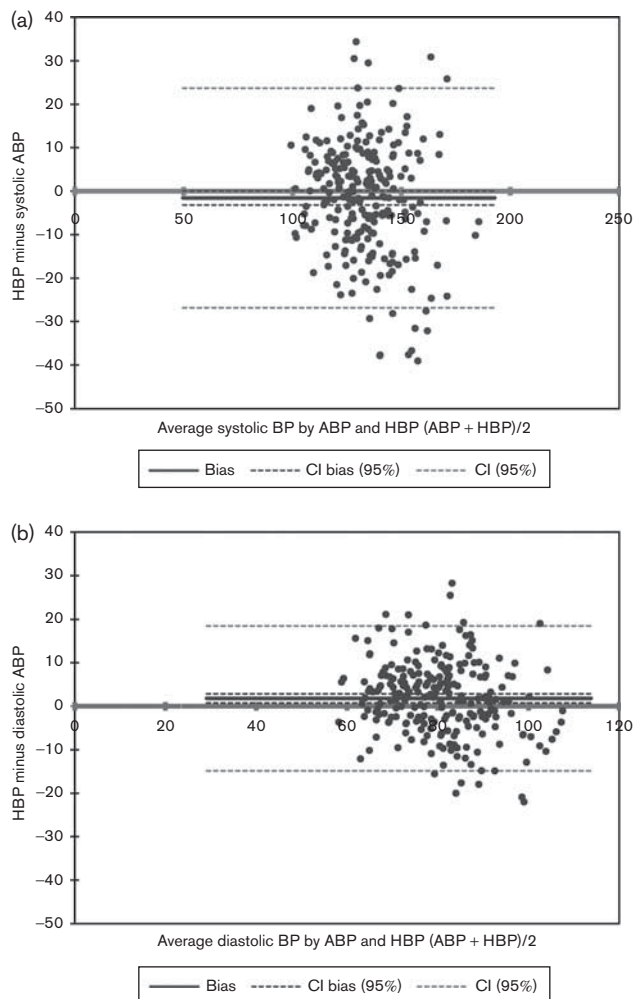 (a)
40
30
20
10
0
−10
−20
−30
−40
−50
0 50 100 150 200 250
HBP minus systolic ABP
Average systolic BP by ABP and HBP (ABP + HBP)/2
Bias CI bias (95%) CI (95%)
(b)
40
30
20
10
0
−10
−20
−30
−40
−50
0 20 40 60 80 100 120
HBP minus diastolic ABP
Average diastolic BP by ABP and HBP (ABP + HBP)/2
Bias CI bias (95%) CI (95%)